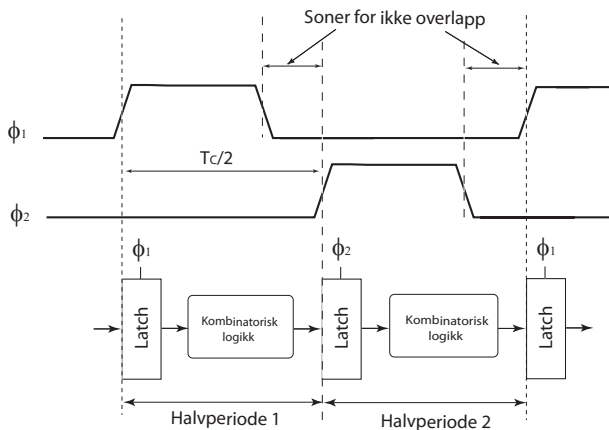 Soner for ikke overlapp
ϕ1
Tc/2
ϕ2
ϕ1
ϕ2
ϕ1
Latch
Kombinatorisk
logikk
Latch
Kombinatorisk
logikk
Latch
Halvperiode 1
Halvperiode 2